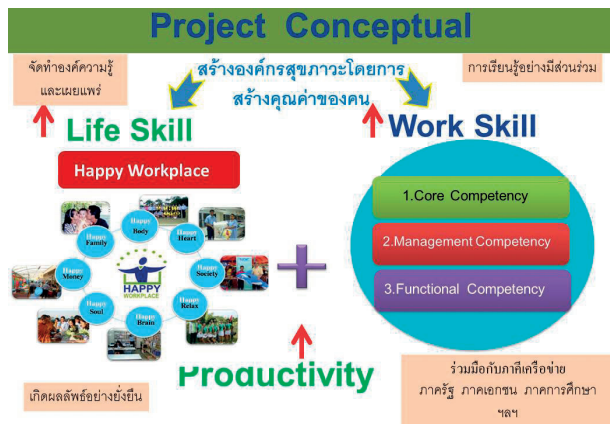 Project Conceptual
จัดทำองค์ความรู้
และเผยแพร่
สร้างองค์กรสุขภาวะโดยการ
สร้างคุณค่าของคน
การเรียนรู้อย่างมีส่วนร่วม
Life Skill
Work Skill
Happy Workplace
Happy
Body
Happy
Heart
Happy
Society
Happy
Relax
Happy
Brain
Happy
Soul
Happy
Money
Happy
Family
HAPPY
WORKPLACE
1.Core Competency
2.Management Competency
3.Functional Competency
Productivity
เกิดผลลัพธ์อย่างยั่งยืน
ร่วมมือกับภาคีเครือข่าย
ภาครัฐ ภาคเอกชน ภาคการศึกษา
ฯลฯ